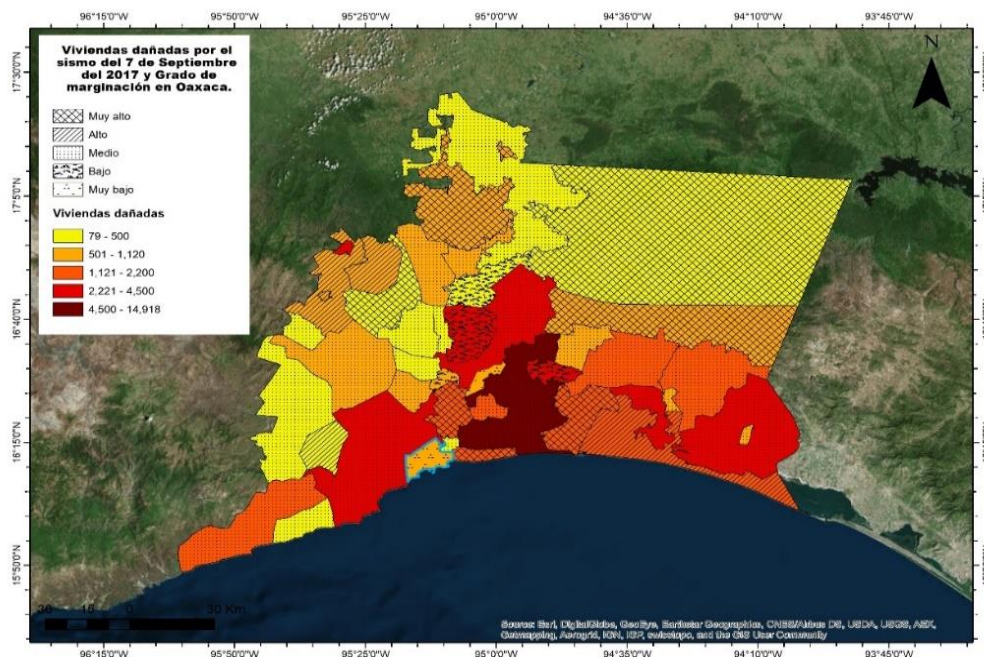 96°15'0"W 95°50'0"W 95°25'0"W 95°0'0"W 94°35'0"W 94°10'0"W 93°45'0"W
Viviendas dañadas por el
sismo del 7 de Septiembre
del 2017 y Grado de
marginación en Oaxaca.
Muy alto
Alto
Medio
Bajo
Muy bajo
Viviendas dañadas
79 - 500
501 - 1,120
1,121 - 2,200
2,221 - 4,500
4,500 - 14,918
N
17°30'0"N
17°5'0"N
16°40'0"N
16°15'0"N
15°50'0"N
30 15 0 30 Km
Source: Esri, DigitalGlobe, GeoEye, Earthstar Geographics, CNES/Airbus DS, USDA, USGS, AEX,
Getmapping, Aerogrid, IGN, IGP, swisstopo, and the GIS User Community
96°15'0"W 95°50'0"W 95°25'0"W 95°0'0"W 94°35'0"W 94°10'0"W 93°45'0"W